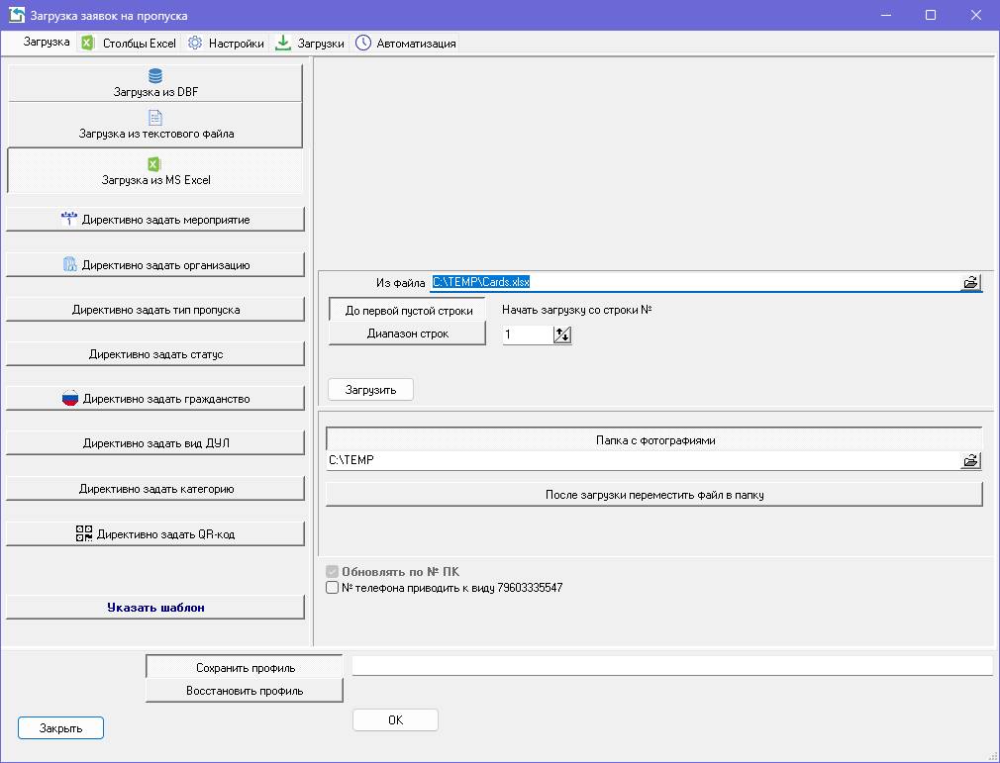 Загрузка заявок на пропуска
Загрузка Столбцы Excel Настройки Загрузки Автоматизация
Загрузка из DBF
Загрузка из текстового файла
Загрузка из MS Excel
Директивно задать мероприятие
Директивно задать организацию
Директивно задать тип пропуска
Директивно задать статус
Директивно задать гражданство
Директивно задать вид ДУЛ
Директивно задать категорию
Директивно задать QR-код
Указать шаблон
Из файла C:\TEMP\Cards.xlsx
До первой пустой строки
Диапазон строк
Начать загрузку со строки №
1
Загрузить
Папка с фотографиями
C:\TEMP
После загрузки переместить файл в папку
Обновлять по № ПК
№ телефона приводить к виду 79603335547
Сохранить профиль
Восстановить профиль
Закрыть
OK